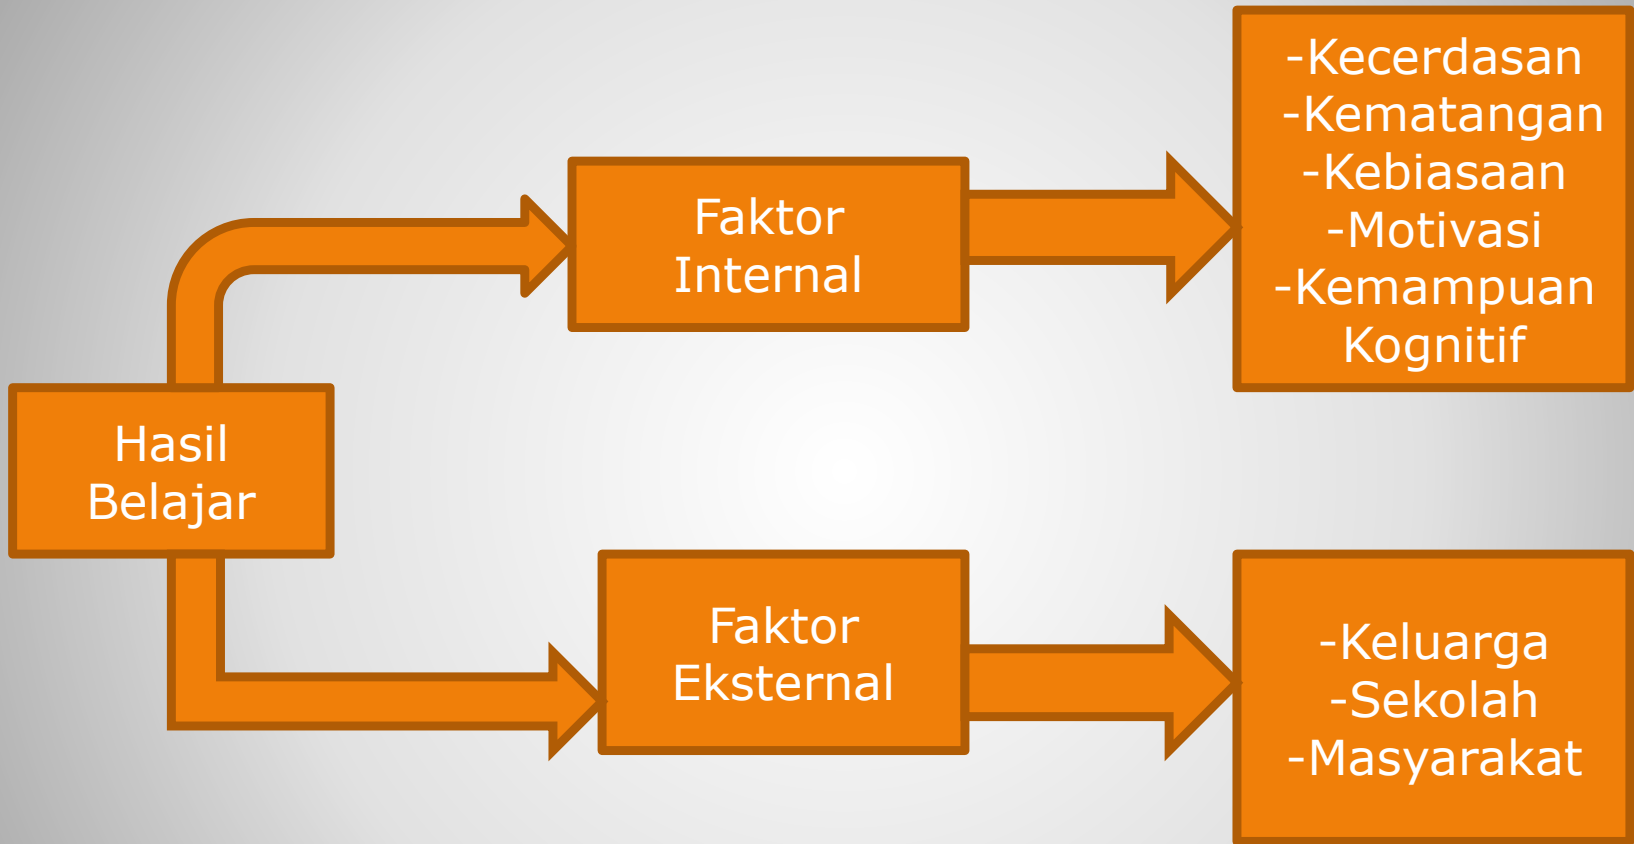 Hasil
Belajar
Faktor
Internal
-Kecerdasan
-Kematangan
-Kebiasaan
-Motivasi
-Kemampuan
Kognitif
Faktor
Eksternal
-Keluarga
-Sekolah
-Masyarakat